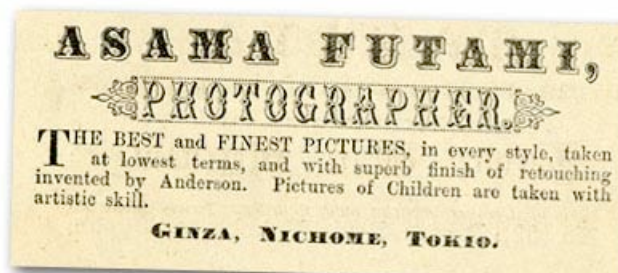 ASAMA FUTAMI,
PHOTOGRAPHER.
THE BEST and FINEST PICTURES, in every style, taken
at lowest terms, and with superb finish of retouching
invented by Anderson. Pictures of Children are taken with
artistic skill.
GINZA, NICHOME, TOKIO.